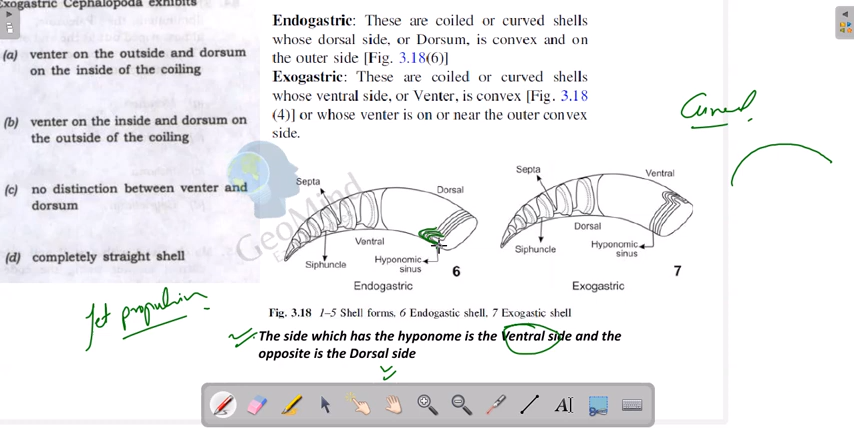 Exogastric Cephalopoda exhibits
(a) venter on the outside and dorsum
on the inside of the coiling
(b) venter on the inside and dorsum on
the outside of the coiling
(c) no distinction between venter and
dorsum
(d) completely straight shell
Jet propulsion
Endogastric: These are coiled or curved shells
whose dorsal side, or Dorsum, is convex and on
the outer side [Fig. 3.18(6)]
Exogastric: These are coiled or curved shells
whose ventral side, or Venter, is convex [Fig. 3.18
(4)] or whose venter is on or near the outer convex
side.
Curved
Septa
Dorsal
Ventral
Siphuncle
Hyponomic
sinus
6
Endogastric
Septa
Ventral
Dorsal
Siphuncle
Hyponomic
sinus
7
Exogastric
GeoMind
Fig. 3.18 1–5 Shell forms, 6 Endogastic shell, 7 Exogastic shell
The side which has the hyponome is the Ventral side and the
opposite is the Dorsal side
AI